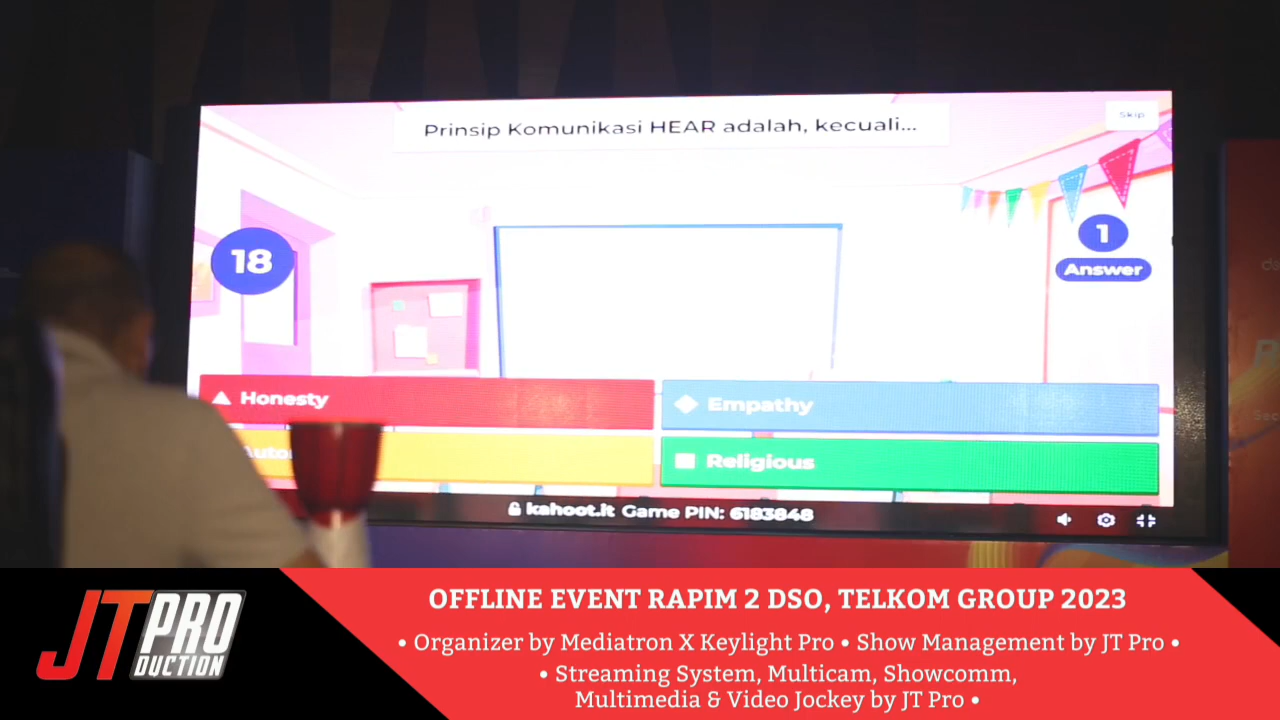 Prinsip Komunikasi HEAR adalah, kecuali...
Skip
18
1
Answer
Honesty
Empathy
Religious
kahoot.it Game PIN: 6183848
JT PRO
DUCTION
OFFLINE EVENT RAPIM 2 DSO, TELKOM GROUP 2023
• Organizer by Mediatron X Keylight Pro • Show Management by JT Pro •
• Streaming System, Multicam, Showcomm,
Multimedia & Video Jockey by JT Pro •